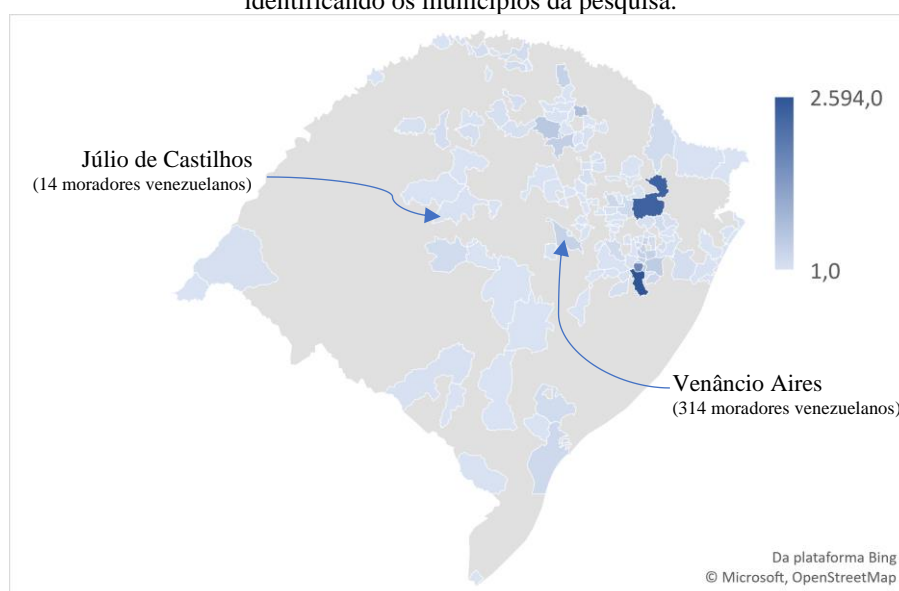 identificando os municípios da pesquisa.
2.594,0
Júlio de Castilhos
(14 moradores venezuelanos)
1,0
Venâncio Aires
(314 moradores venezuelanos)
Da plataforma Bing
© Microsoft, OpenStreetMap